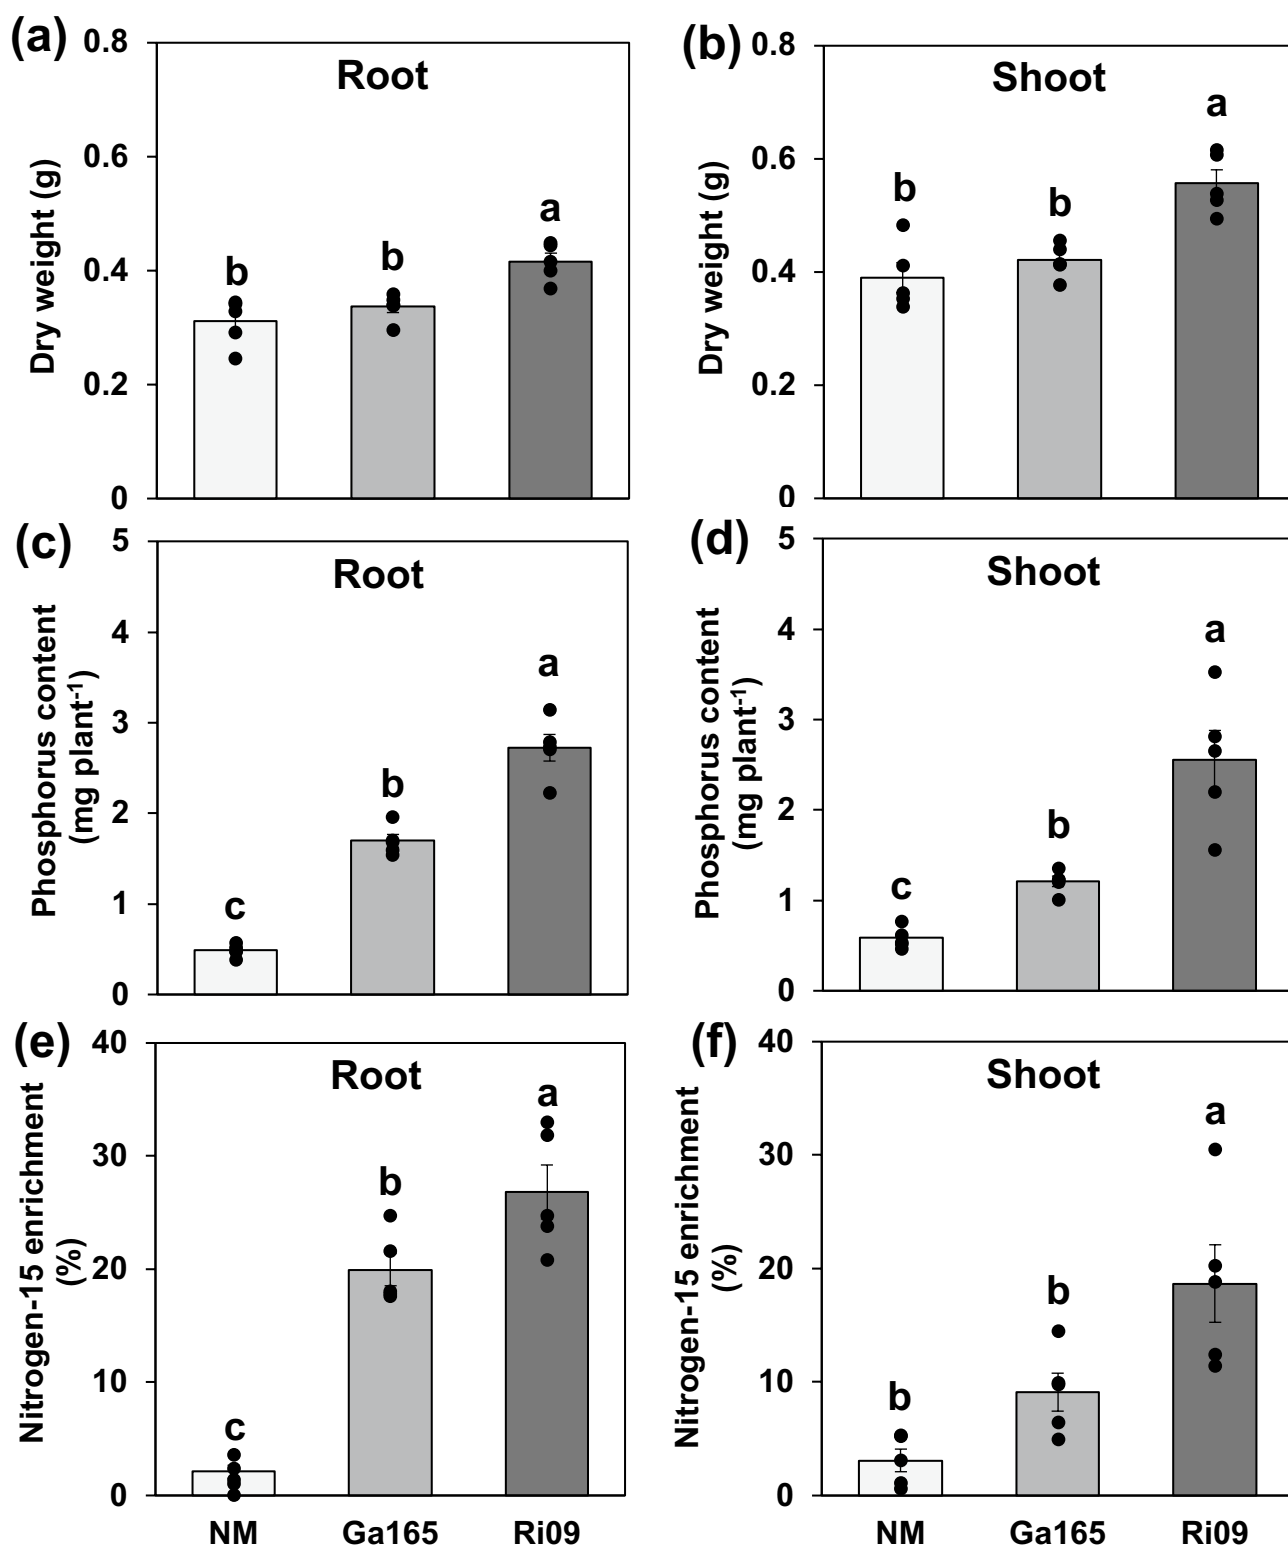 (a)
Root
Dry weight (g)
0.8
0.6
0.4
0.2
0
b
b
a
(b)
Shoot
Dry weight (g)
0.8
0.6
0.4
0.2
0
b
b
a
(c)
Root
Phosphorus content
(mg plant-1)
5
4
3
2
1
0
c
b
a
(d)
Shoot
Phosphorus content
(mg plant-1)
5
4
3
2
1
0
c
b
a
(e)
Root
Nitrogen-15 enrichment
(%)
40
30
20
10
0
c
b
a
NM Ga165 Ri09
(f)
Shoot
Nitrogen-15 enrichment
(%)
40
30
20
10
0
b
b
a
NM Ga165 Ri09